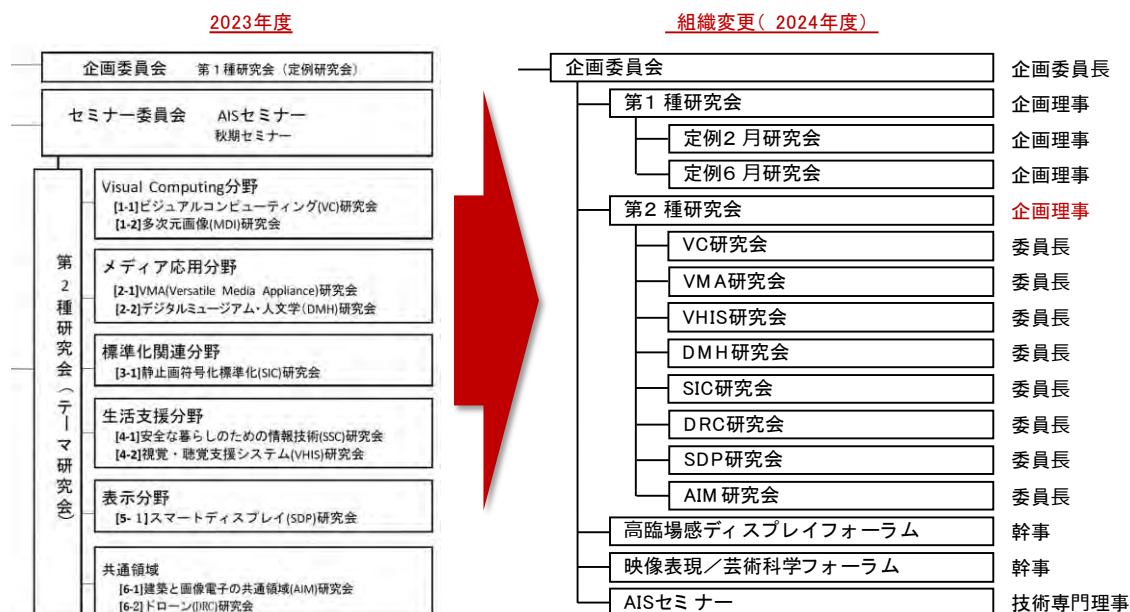 2023年度
企画委員会 第1種研究会（定例研究会）
セミナー委員会 AISセミナー
秋期セミナー
第2種研究会（テーマ研究会）
Visual Computing分野
[1-1]ビジュアルコンピューティング(VC)研究会
[1-2]多次元画像(MDI)研究会
メディア応用分野
[2-1]VMA(Versatile Media Appliance)研究会
[2-2]デジタルミュージアム・人文学(DMH)研究会
標準化関連分野
[3-1]静止画符号化標準化(SIC)研究会
生活支援分野
[4-1]安全な暮らしのための情報技術(SSC)研究会
[4-2]視覚・聴覚支援システム(VHIS)研究会
表示分野
[5-1]スマートディスプレイ(SDP)研究会
共通領域
[6-1]建築と画像電子の共通領域(AIM)研究会
[6-2]ドローン(DRC)研究会
組織変更（2024年度）
企画委員会 企画委員長
第1種研究会 企画理事
定例2月研究会 企画理事
定例6月研究会 企画理事
第2種研究会 企画理事
VC研究会 委員長
VMA研究会 委員長
VHIS研究会 委員長
DMH研究会 委員長
SIC研究会 委員長
DRC研究会 委員長
SDP研究会 委員長
AIM研究会 委員長
高臨場感ディスプレイフォーラム 幹事
映像表現／芸術科学フォーラム 幹事
AISセミナー 技術専門理事